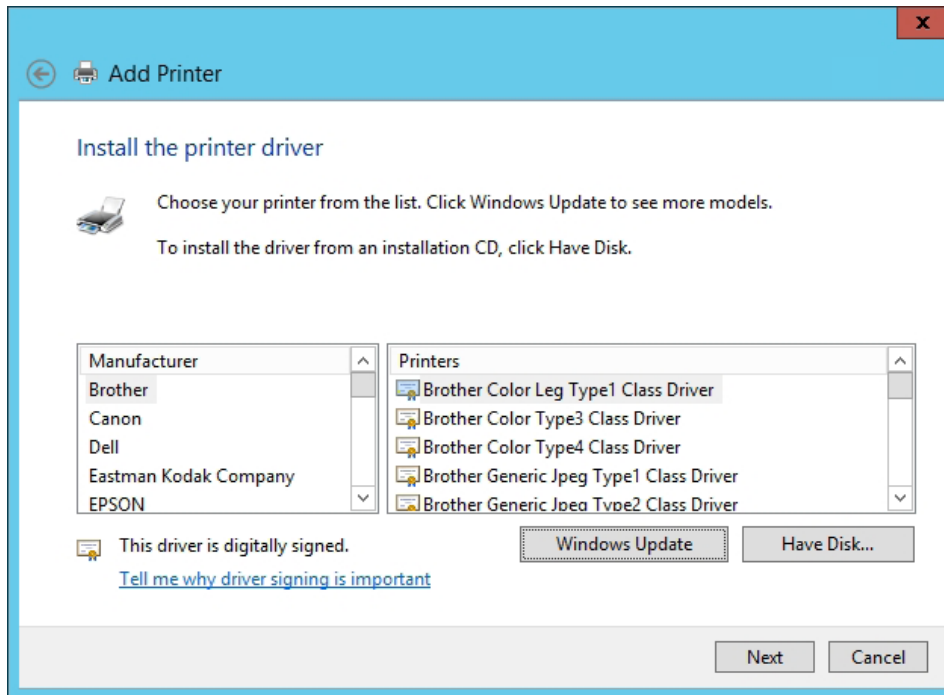 x
Add Printer
Install the printer driver
Choose your printer from the list. Click Windows Update to see more models.
To install the driver from an installation CD, click Have Disk.
Manufacturer
Brother
Canon
Dell
Eastman Kodak Company
EPSON
Printers
Brother Color Leg Type1 Class Driver
Brother Color Type3 Class Driver
Brother Color Type4 Class Driver
Brother Generic Jpeg Type1 Class Driver
Brother Generic Jpeg Type2 Class Driver
This driver is digitally signed.
Tell me why driver signing is important
Windows Update
Have Disk...
Next
Cancel